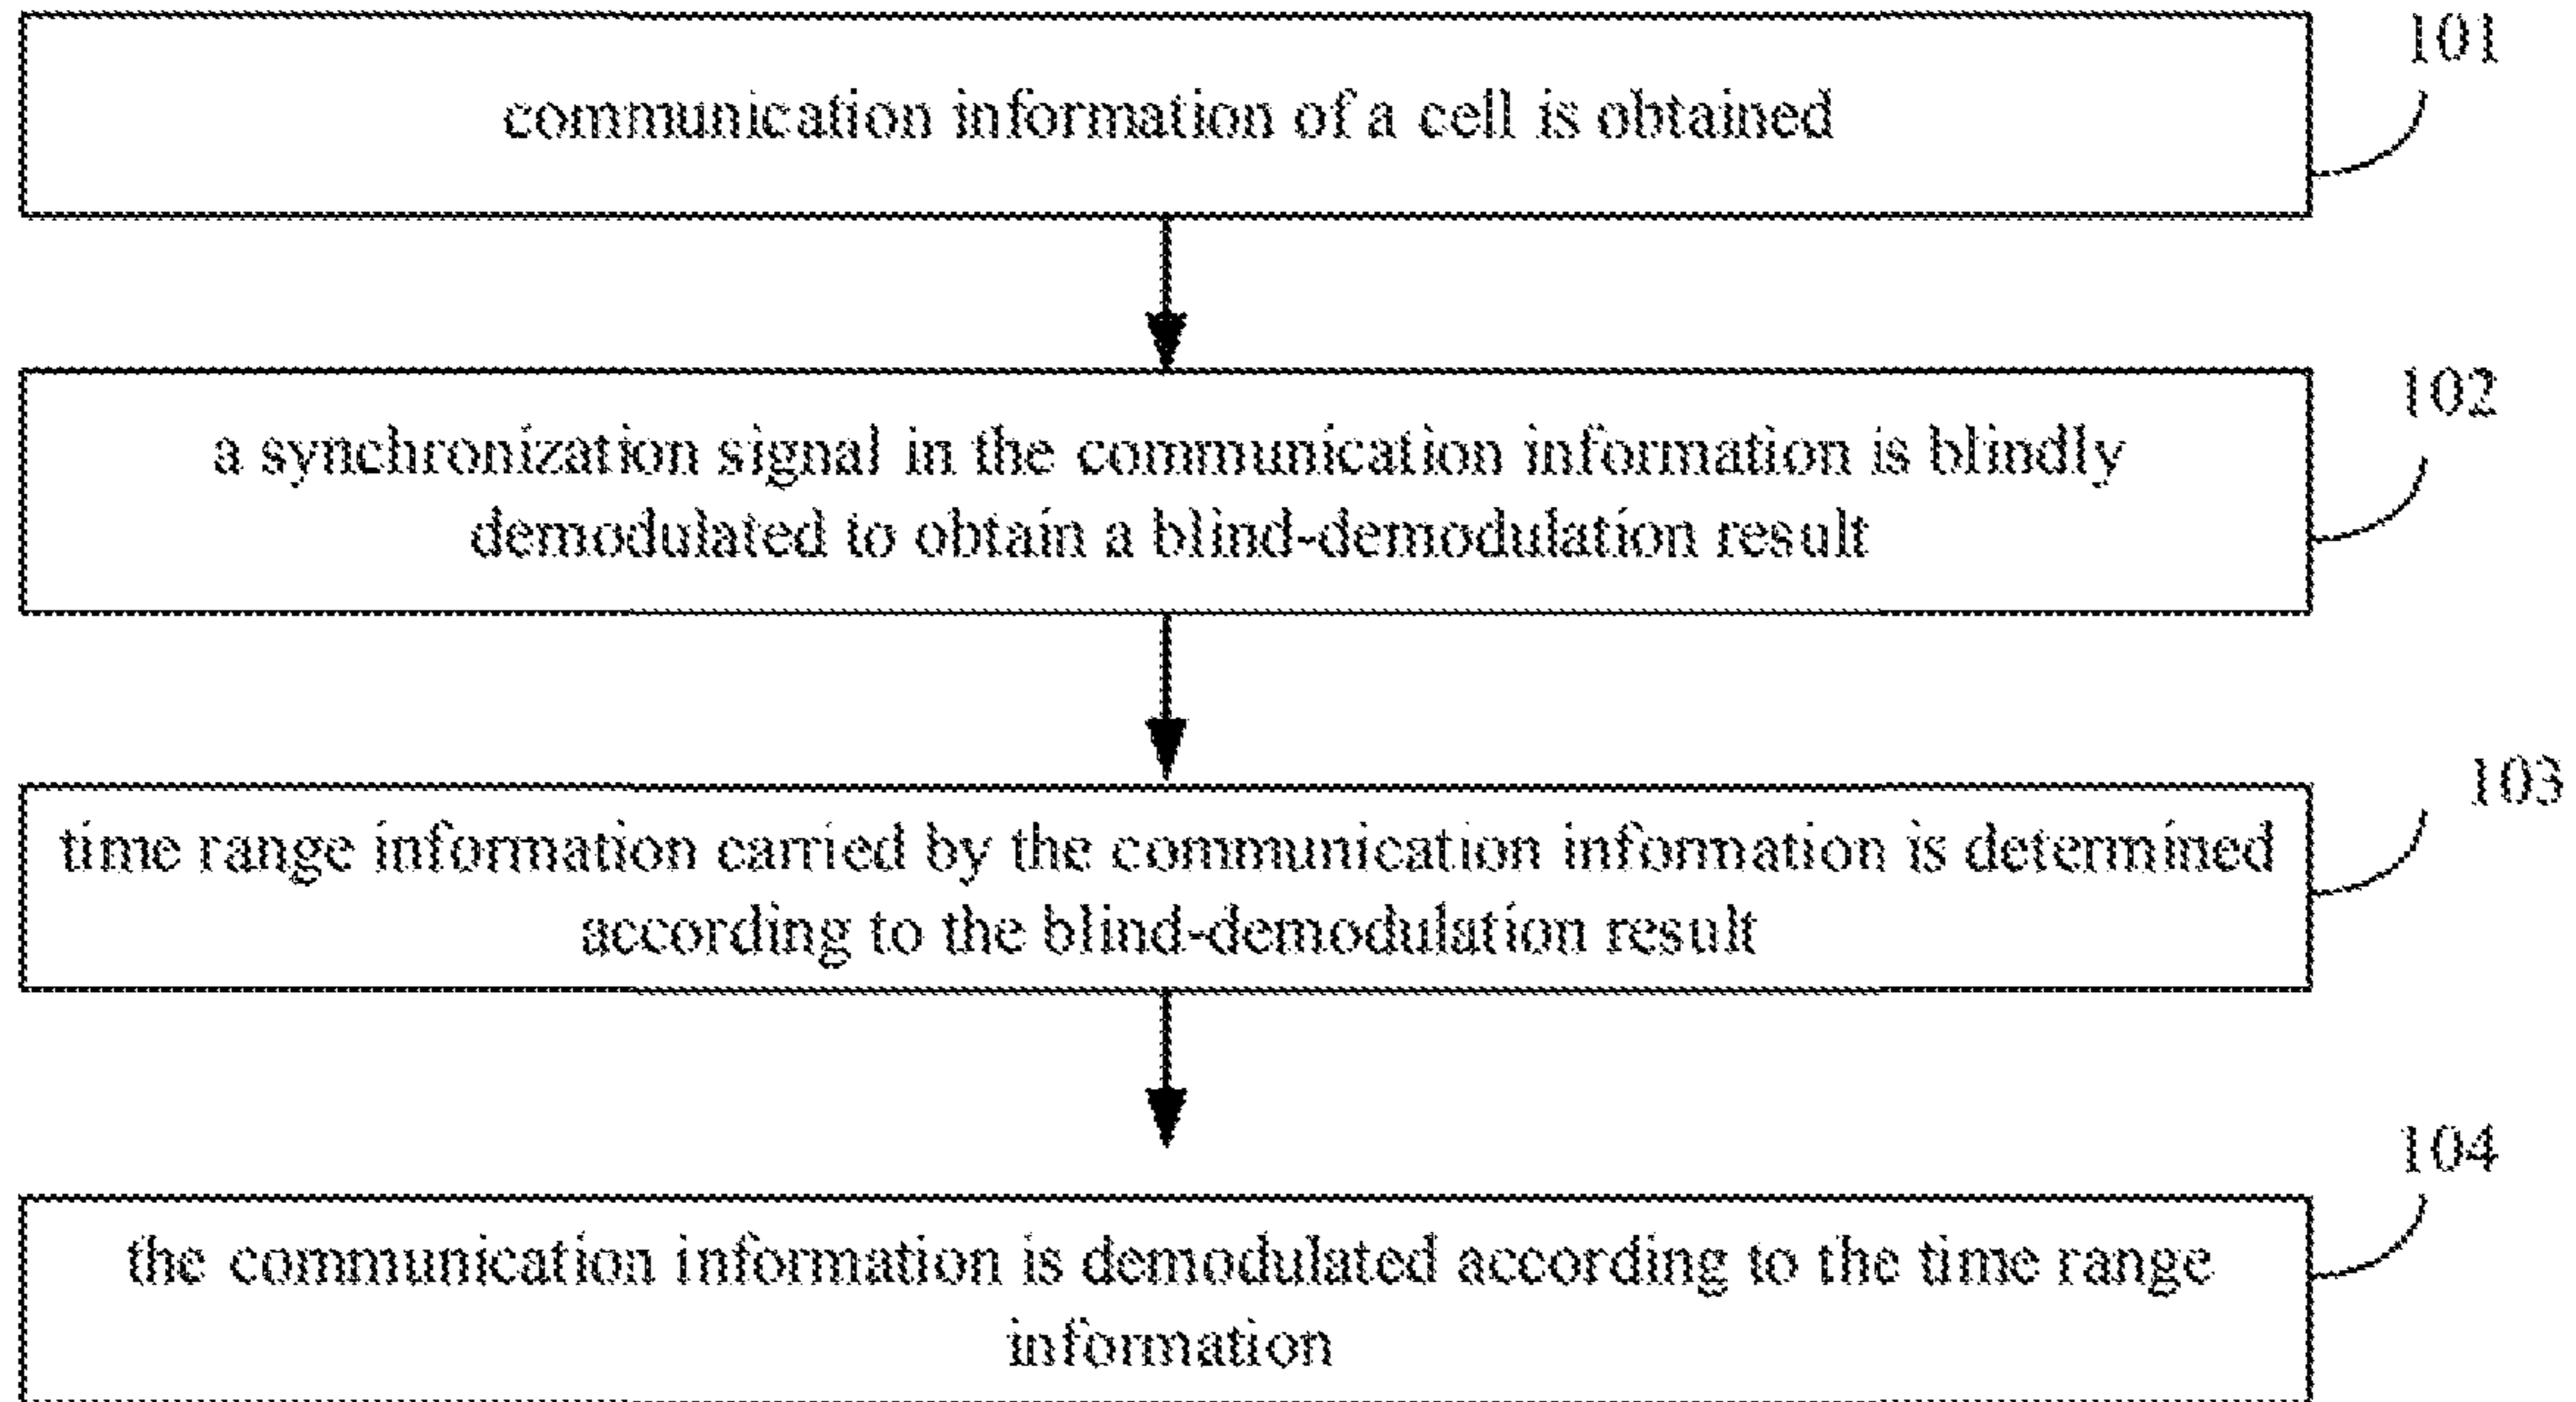 101
communication information of a cell is obtained
102
a synchronization signal in the communication information is blindly
demodulated to obtain a blind-demodulation result
103
time range information carried by the communication information is determined
according to the blind-demodulation result
104
the communication information is demodulated according to the time range
information